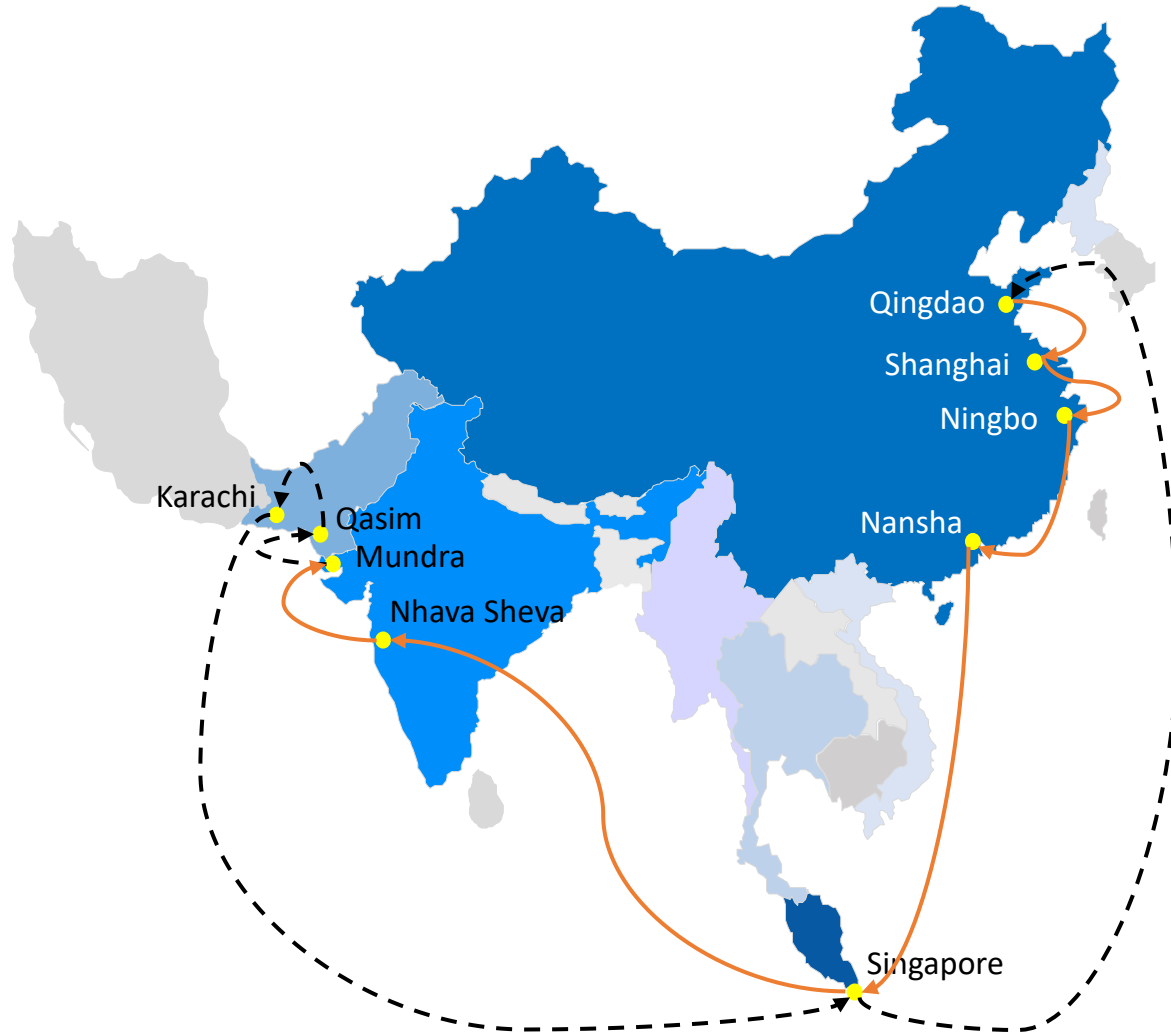 Qingdao
Shanghai
Ningbo
Karachi
Qasim
Nansha
Mundra
Nhava Sheva
Singapore